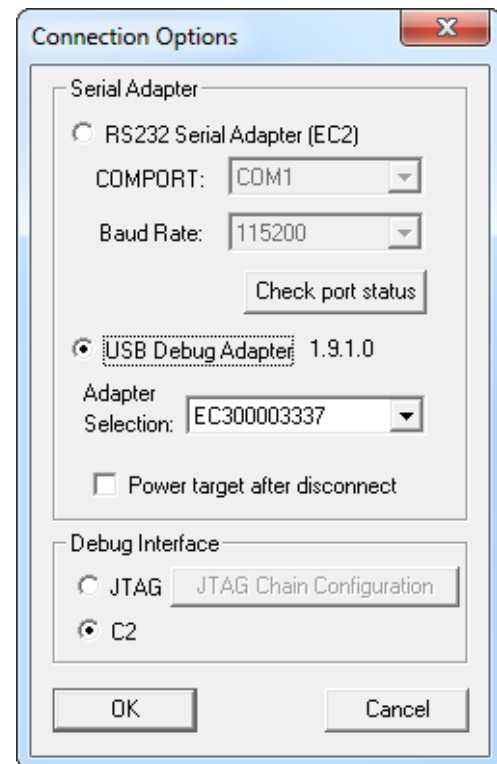 Connection Options
Serial Adapter
RS232 Serial Adapter (EC2)
COMPORT: COM1
Baud Rate: 115200
Check port status
USB Debug Adapter 1.9.1.0
Adapter
Selection: EC300003337
Power target after disconnect
Debug Interface
JTAG JTAG Chain Configuration
C2
OK Cancel